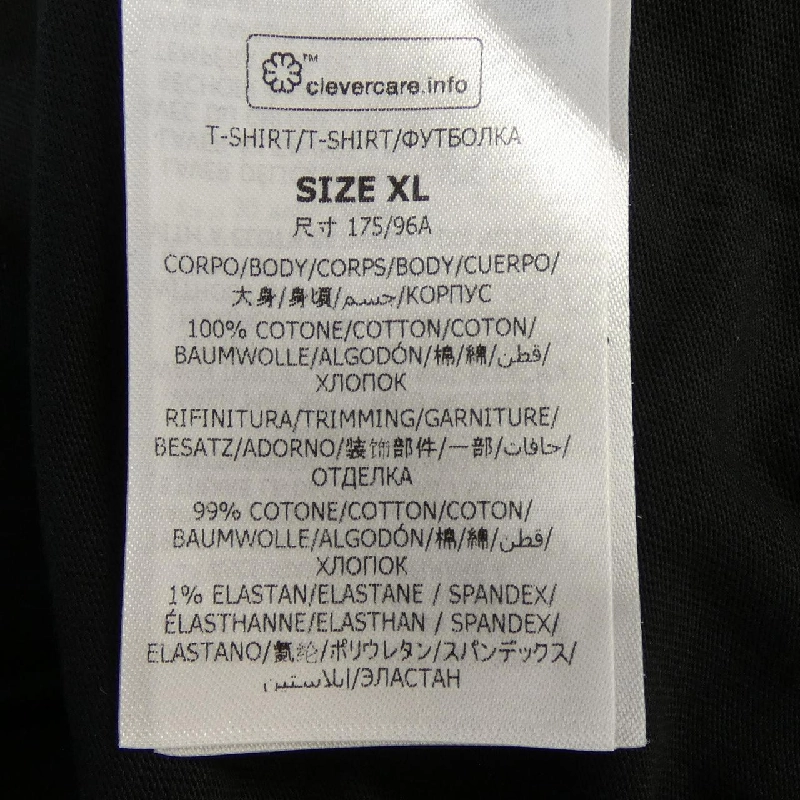 ™
clevercare.info
T-SHIRT/T-SHIRT/ФУТБОЛКА
SIZE XL
尺寸 175/96A
CORPO/BODY/CORPS/BODY/CUERPO/
大身/身頃/جسم/КОРПУС
100% COTONE/COTTON/COTON/
BAUMWOLLE/ALGODÓN/棉/綿/قطن/
ХЛОПОК
RIFINITURA/TRIMMING/GARNITURE/
BESATZ/ADORNO/装饰部件/一部/حافات/
ОТДЕЛКА
99% COTONE/COTTON/COTON/
BAUMWOLLE/ALGODÓN/棉/綿/قطن/
ХЛОПОК
1% ELASTAN/ELASTANE / SPANDEX/
ÉLASTHANNE/ELASTHAN / SPANDEX/
ELASTANO/氨纶/ポリウレタン/スパンデックス/
إيلاستين/ЭЛАСТАН